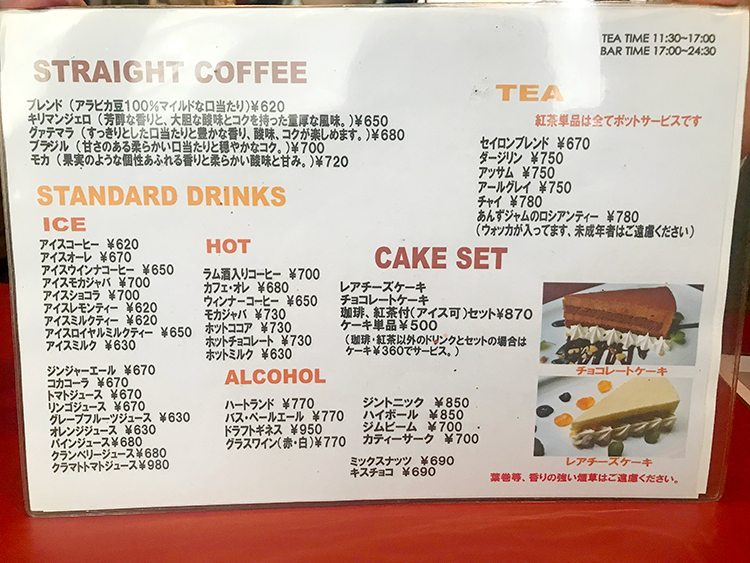 TEA TIME 11:30~17:00
BAR TIME 17:00~24:30
STRAIGHT COFFEE
ブレンド（アラビカ豆100%マイルドな口当たり）¥620
キリマンジェロ（芳醇な香りと、大胆な酸味とコクを持った重厚な風味。）¥650
グァテマラ（すっきりとした口当たりと豊かな香り、酸味、コクが楽しめます。）¥680
ブラジル（甘さのある柔らかい口当たりと穏やかなコク。）¥700
モカ（果実のような個性あふれる香りと柔らかい酸味と甘み。）¥720
TEA
紅茶単品は全てポットサービスです
セイロンブレンド ¥670
ダージリン ¥750
アッサム ¥750
アールグレイ ¥750
チャイ ¥780
あんずジャムのロシアンティー ¥780
（ウォッカが入ってます、未成年者はご遠慮ください）
STANDARD DRINKS
ICE
アイスコーヒー ¥620
アイスオーレ ¥670
アイスウインナコーヒー ¥650
アイスモカジャバ ¥700
アイスショコラ ¥700
アイスレモンティー ¥620
アイスミルクティー ¥620
アイスロイヤルミルクティー ¥650
アイスミルク ¥630
ジンジャーエール ¥670
コカコーラ ¥670
トマトジュース ¥670
リンゴジュース ¥670
グレープフルーツジュース ¥630
オレンジジュース ¥630
パインジュース¥680
クランベリージュース¥680
クラマトトマトジュース¥980
HOT
ラム酒入りコーヒー ¥700
カフェ・オレ ¥680
ウィンナーコーヒー ¥650
モカジャバ ¥730
ホットココア ¥730
ホットチョコレート ¥730
ホットミルク ¥630
ALCOHOL
ハートランド ¥770
バス・ペールエール ¥770
ドラフトギネス ¥950
グラスワイン（赤・白）¥770
ジントニック ¥850
ハイボール ¥850
ジムビーム ¥700
カティーサーク ¥700
ミックスナッツ ¥690
キスチョコ ¥690
CAKE SET
レアチーズケーキ
チョコレートケーキ
珈琲、紅茶付（アイス可）セット¥870
ケーキ単品¥500
（珈琲・紅茶以外のドリンクとセットの場合は
ケーキ¥360でサービス。）
チョコレートケーキ
レアチーズケーキ
葉巻等、香りの強い煙草はご遠慮ください。